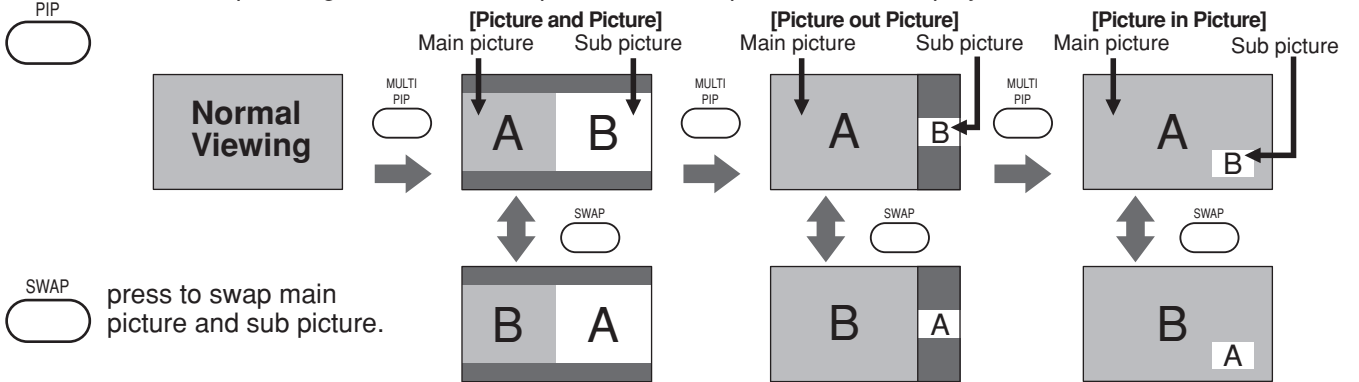 PIP
[Picture and Picture]
[Picture out Picture]
[Picture in Picture]
Main picture
Sub picture
Main picture
Sub picture
Main picture
Sub picture
Normal
Viewing
MULTI
PIP
A
B
MULTI
PIP
A
B
MULTI
PIP
A
B
SWAP
SWAP
SWAP
SWAP
press to swap main
picture and sub picture.
B
A
B
A
B
A